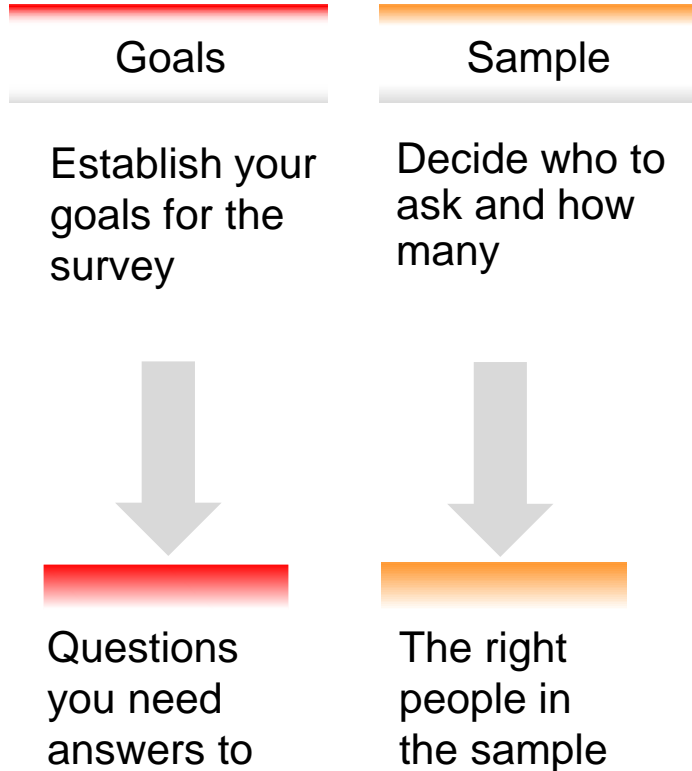 Goals
Establish your
goals for the
survey
Questions
you need
answers to
Sample
Decide who to
ask and how
many
The right
people in
the sample